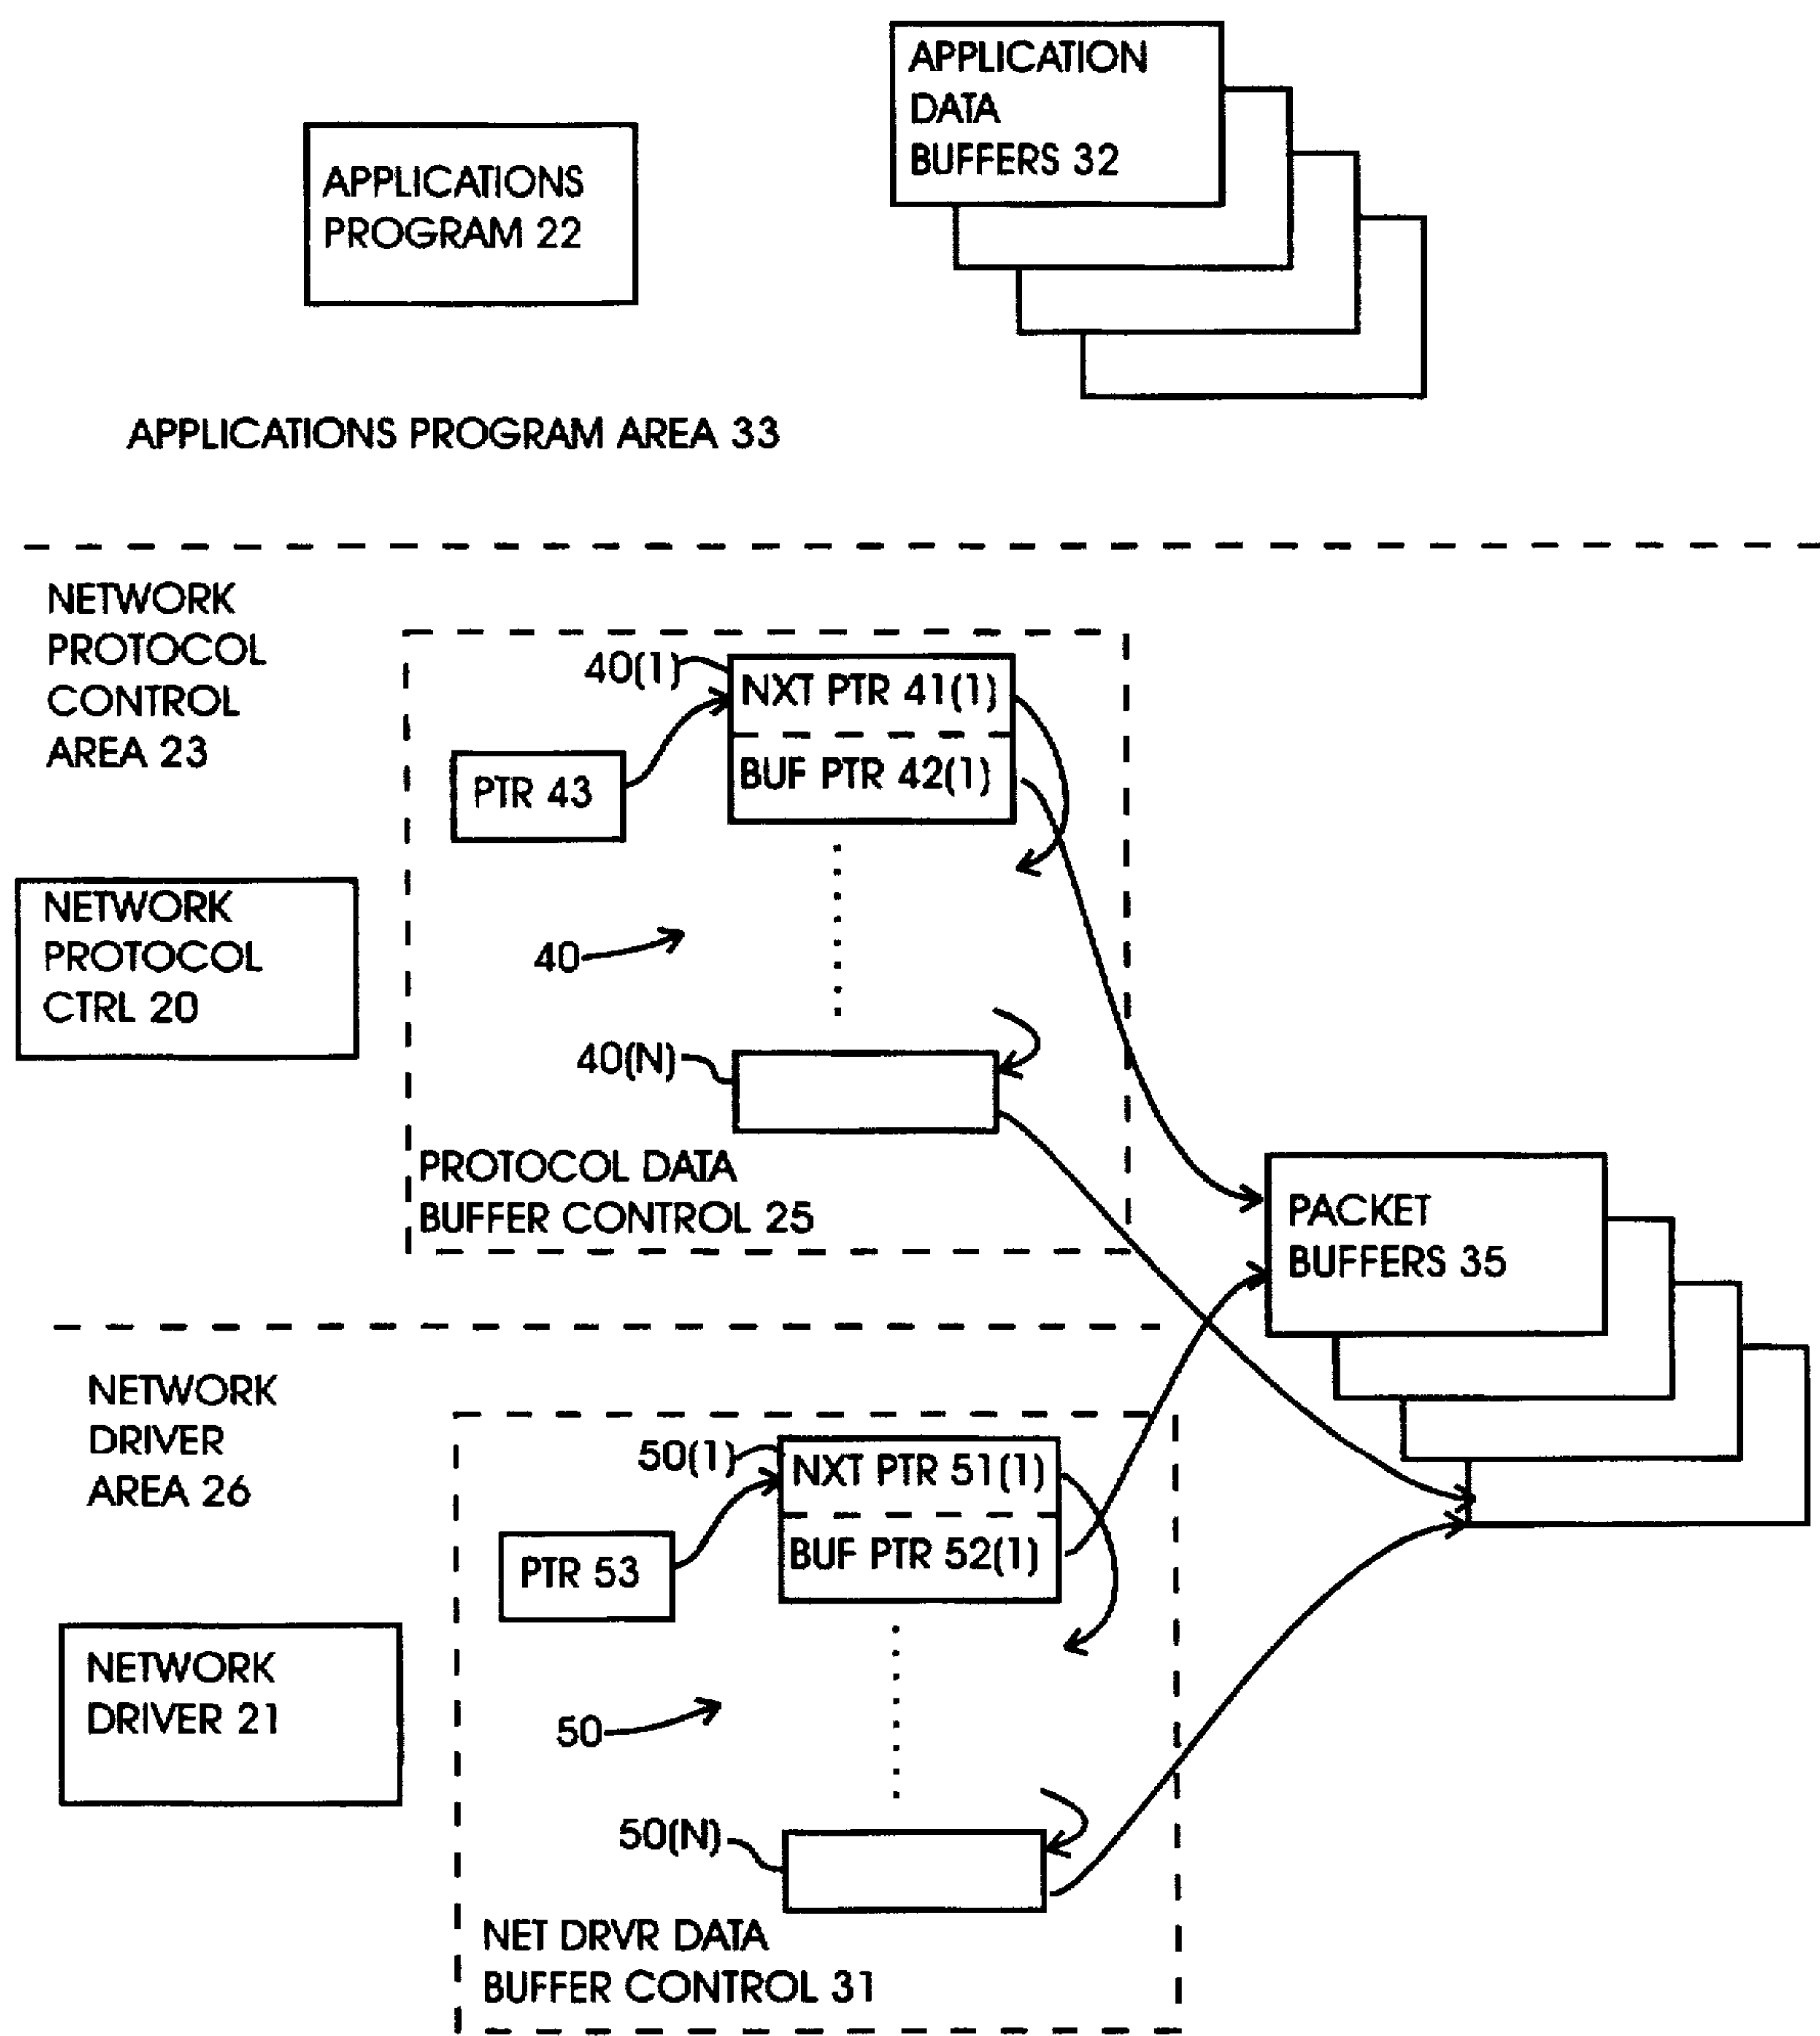 APPLICATION
DATA
BUFFERS 32
APPLICATIONS
PROGRAM 22
APPLICATIONS PROGRAM AREA 33
NETWORK
PROTOCOL
CONTROL
AREA 23
40(1)
NXT PTR 41(1)
BUF PTR 42(1)
PTR 43
NETWORK
PROTOCOL
CTRL 20
40
40(N)
PROTOCOL DATA
BUFFER CONTROL 25
PACKET
BUFFERS 35
NETWORK
DRIVER
AREA 26
50(1)
NXT PTR 51(1)
BUF PTR 52(1)
PTR 53
NETWORK
DRIVER 21
50
50(N)
NET DRVR DATA
BUFFER CONTROL 31